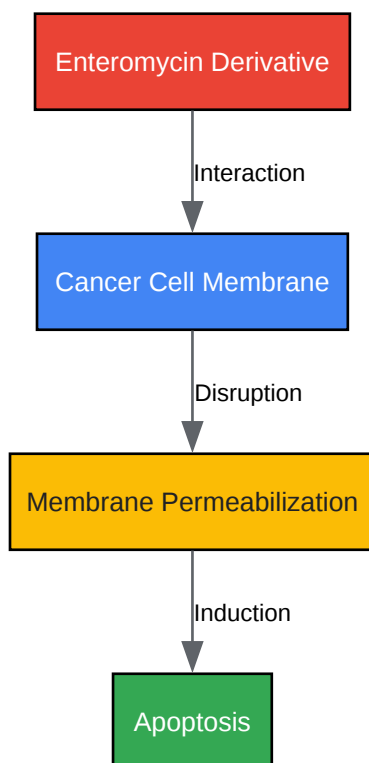 Enteromycin Derivative
Interaction
Cancer Cell Membrane
Disruption
Membrane Permeabilization
Induction
Apoptosis